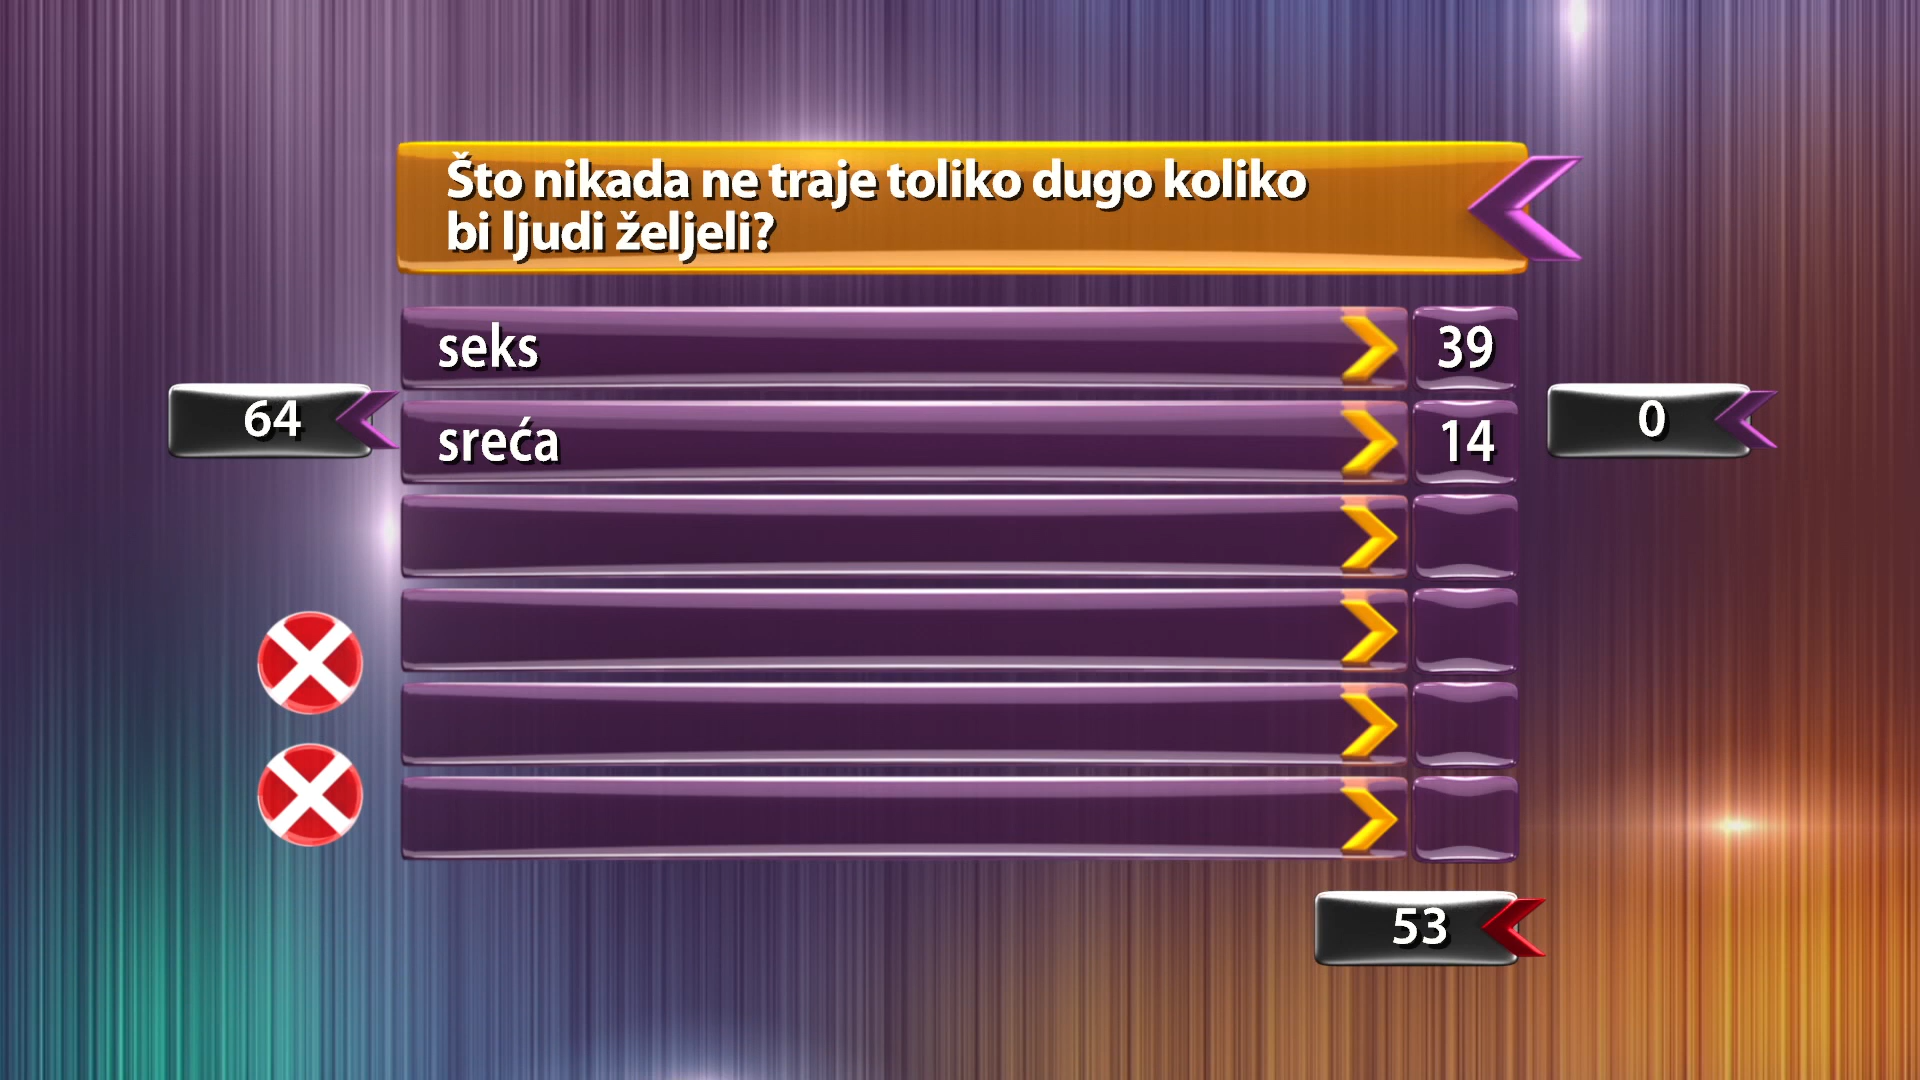 Što nikada ne traje toliko dugo koliko
bi ljudi željeli?
seks 39
64
sreća 14
0
53